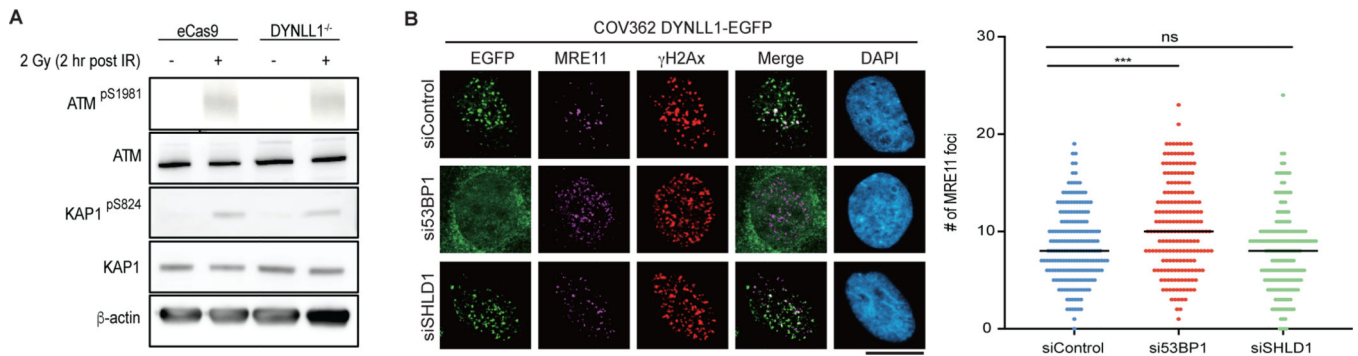 A
eCas9 DYNLL1-/-
2 Gy (2 hr post IR) - + - +
ATM pS1981
ATM
KAP1 pS824
KAP1
β-actin
B
COV362 DYNLL1-EGFP
EGFP MRE11 γH2Ax Merge DAPI
siControl
si53BP1
siSHLD1
ns
***
# of MRE11 foci
30
20
10
0
siControl si53BP1 siSHLD1